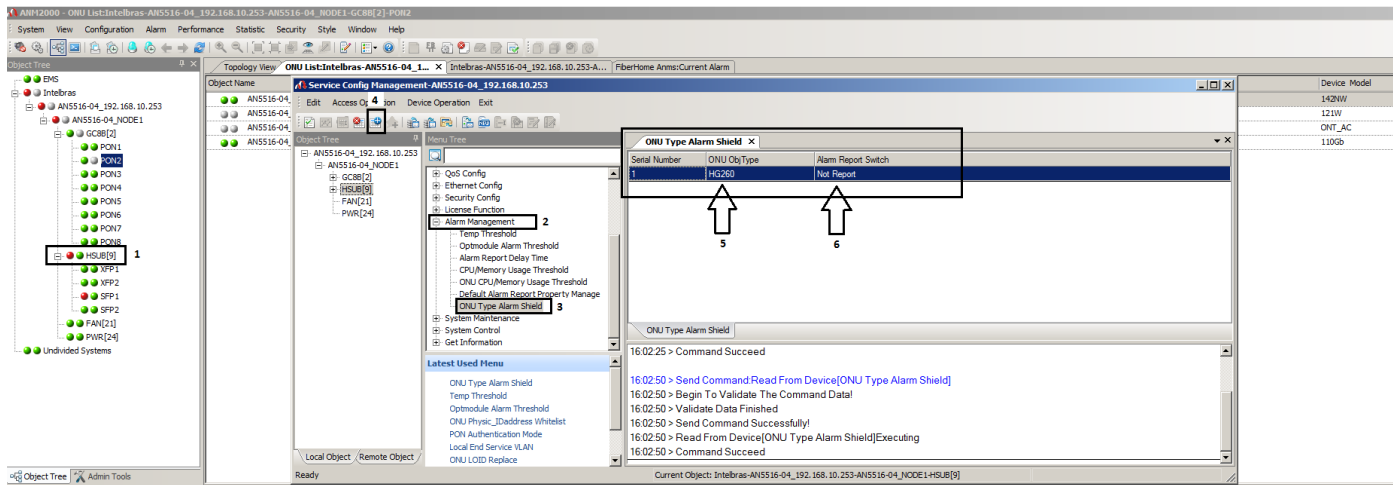 ANM2000 - ONU List:Intelbras-AN5516-04_192.168.10.253-AN5516-04_NODE1-GC8B[2]-PON2
System View Configuration Alarm Performance Statistic Security Style Window Help
Object Tree
EMS
Intelbras
AN5516-04_192.168.10.253
AN5516-04_NODE1
GC8B[2]
PON1
PON2
PON3
PON4
PON5
PON6
PON7
PON8
HSUB[9] 1
XFP1
XFP2
SFP1
SFP2
FAN[21]
PWR[24]
Undivided Systems
Object Tree Admin Tools
Topology View ONU List:Intelbras-AN5516-04_1... X Intelbras-AN5516-04_192.168.10.253-A... FiberHome Anms:Current Alarm
Object Name
AN5516-04_
AN5516-04_
AN5516-04_
AN5516-04_
Device Model
142NW
121W
ONT_AC
110Gb
Service Config Management-AN5516-04_192.168.10.253
Edit Access Op 4 ion Device Operation Exit
Object Tree
AN5516-04_192.168.10.253
AN5516-04_NODE1
GC8B[2]
HSUB[9]
FAN[21]
PWR[24]
Local Object Remote Object
Menu Tree
QoS Config
Ethernet Config
Security Config
License Function
Alarm Management 2
Temp Threshold
Optmodule Alarm Threshold
Alarm Report Delay Time
CPU/Memory Usage Threshold
ONU CPU/Memory Usage Threshold
Default Alarm Report Property Manage
ONU Type Alarm Shield 3
System Maintenance
System Control
Get Information
Latest Used Menu
ONU Type Alarm Shield
Temp Threshold
Optmodule Alarm Threshold
ONU Physic_IDaddress Whitelist
PON Authentication Mode
Local End Service VLAN
ONU LOID Replace
ONU Type Alarm Shield X
Serial Number ONU ObjType Alarm Report Switch
1 HG260 Not Report
5 6
ONU Type Alarm Shield
16:02:25 > Command Succeed
16:02:50 > Send Command:Read From Device[ONU Type Alarm Shield]
16:02:50 > Begin To Validate The Command Data!
16:02:50 > Validate Data Finished
16:02:50 > Send Command Successfully!
16:02:50 > Read From Device[ONU Type Alarm Shield]Executing
16:02:50 > Command Succeed
Ready Current Object: Intelbras-AN5516-04_192.168.10.253-AN5516-04_NODE1-HSUB[9]